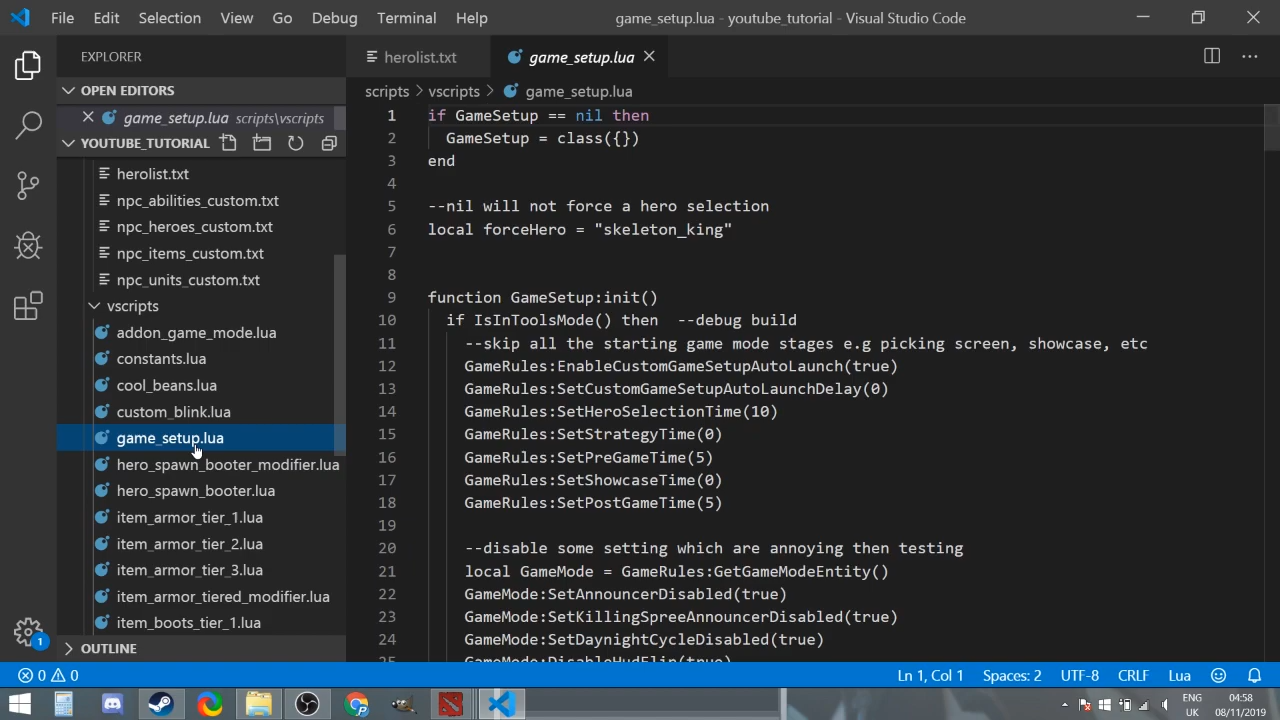 File Edit Selection View Go Debug Terminal Help game_setup.lua - youtube_tutorial - Visual Studio Code
EXPLORER
OPEN EDITORS
game_setup.lua scripts\vscripts
YOUTUBE_TUTORIAL
herolist.txt
npc_abilities_custom.txt
npc_heroes_custom.txt
npc_items_custom.txt
npc_units_custom.txt
vscripts
addon_game_mode.lua
constants.lua
cool_beans.lua
custom_blink.lua
game_setup.lua
hero_spawn_booter_modifier.lua
hero_spawn_booter.lua
item_armor_tier_1.lua
item_armor_tier_2.lua
item_armor_tier_3.lua
item_armor_tiered_modifier.lua
item_boots_tier_1.lua
OUTLINE
herolist.txt game_setup.lua
scripts > vscripts > game_setup.lua
1 if GameSetup == nil then
2 GameSetup = class({})
3 end
4
5 --nil will not force a hero selection
6 local forceHero = "skeleton_king"
7
8
9 function GameSetup:init()
10 if IsInToolsMode() then --debug build
11 --skip all the starting game mode stages e.g picking screen, showcase, etc
12 GameRules:EnableCustomGameSetupAutoLaunch(true)
13 GameRules:SetCustomGameSetupAutoLaunchDelay(0)
14 GameRules:SetHeroSelectionTime(10)
15 GameRules:SetStrategyTime(0)
16 GameRules:SetPreGameTime(5)
17 GameRules:SetShowcaseTime(0)
18 GameRules:SetPostGameTime(5)
19
20 --disable some setting which are annoying then testing
21 local GameMode = GameRules:GetGameModeEntity()
22 GameMode:SetAnnouncerDisabled(true)
23 GameMode:SetKillingSpreeAnnouncerDisabled(true)
24 GameMode:SetDaynightCycleDisabled(true)
25 GameMode:DisableHudFlip(true)
1
0 0 Ln 1, Col 1 Spaces: 2 UTF-8 CRLF Lua
ENG 04:58
UK 08/11/2019